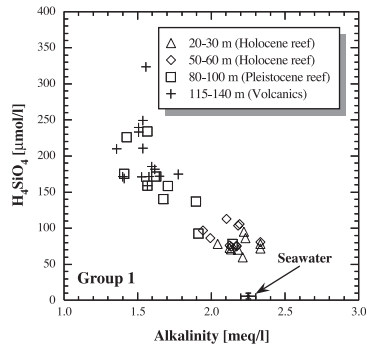 400
350
300
250
200
150
100
50
0
H₄SiO₄ [μmol/l]
20-30 m (Holocene reef)
50-60 m (Holocene reef)
80-100 m (Pleistocene reef)
115-140 m (Volcanics)
Seawater
Group 1
1.0 1.5 2.0 2.5 3.0
Alkalinity [meq/l]